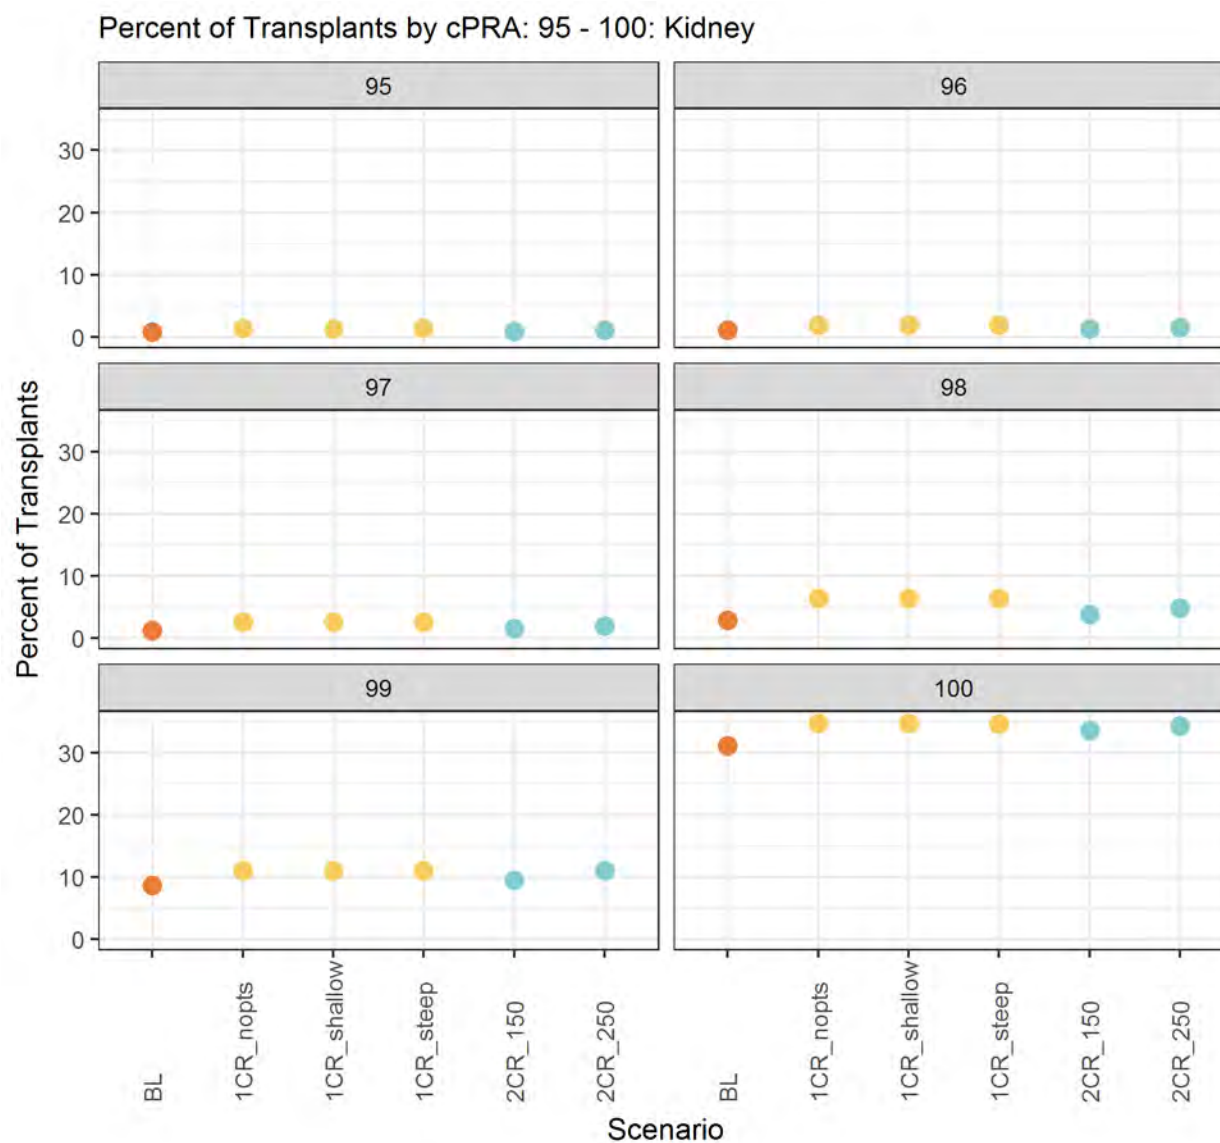 Percent of Transplants by cPRA: 95 - 100: Kidney
95
96
30
20
10
0
97
98
30
20
10
0
99
100
30
20
10
0
Percent of Transplants
BL
1CR_nopts
1CR_shallow
1CR_steep
2CR_150
2CR_250
BL
1CR_nopts
1CR_shallow
1CR_steep
2CR_150
2CR_250
Scenario